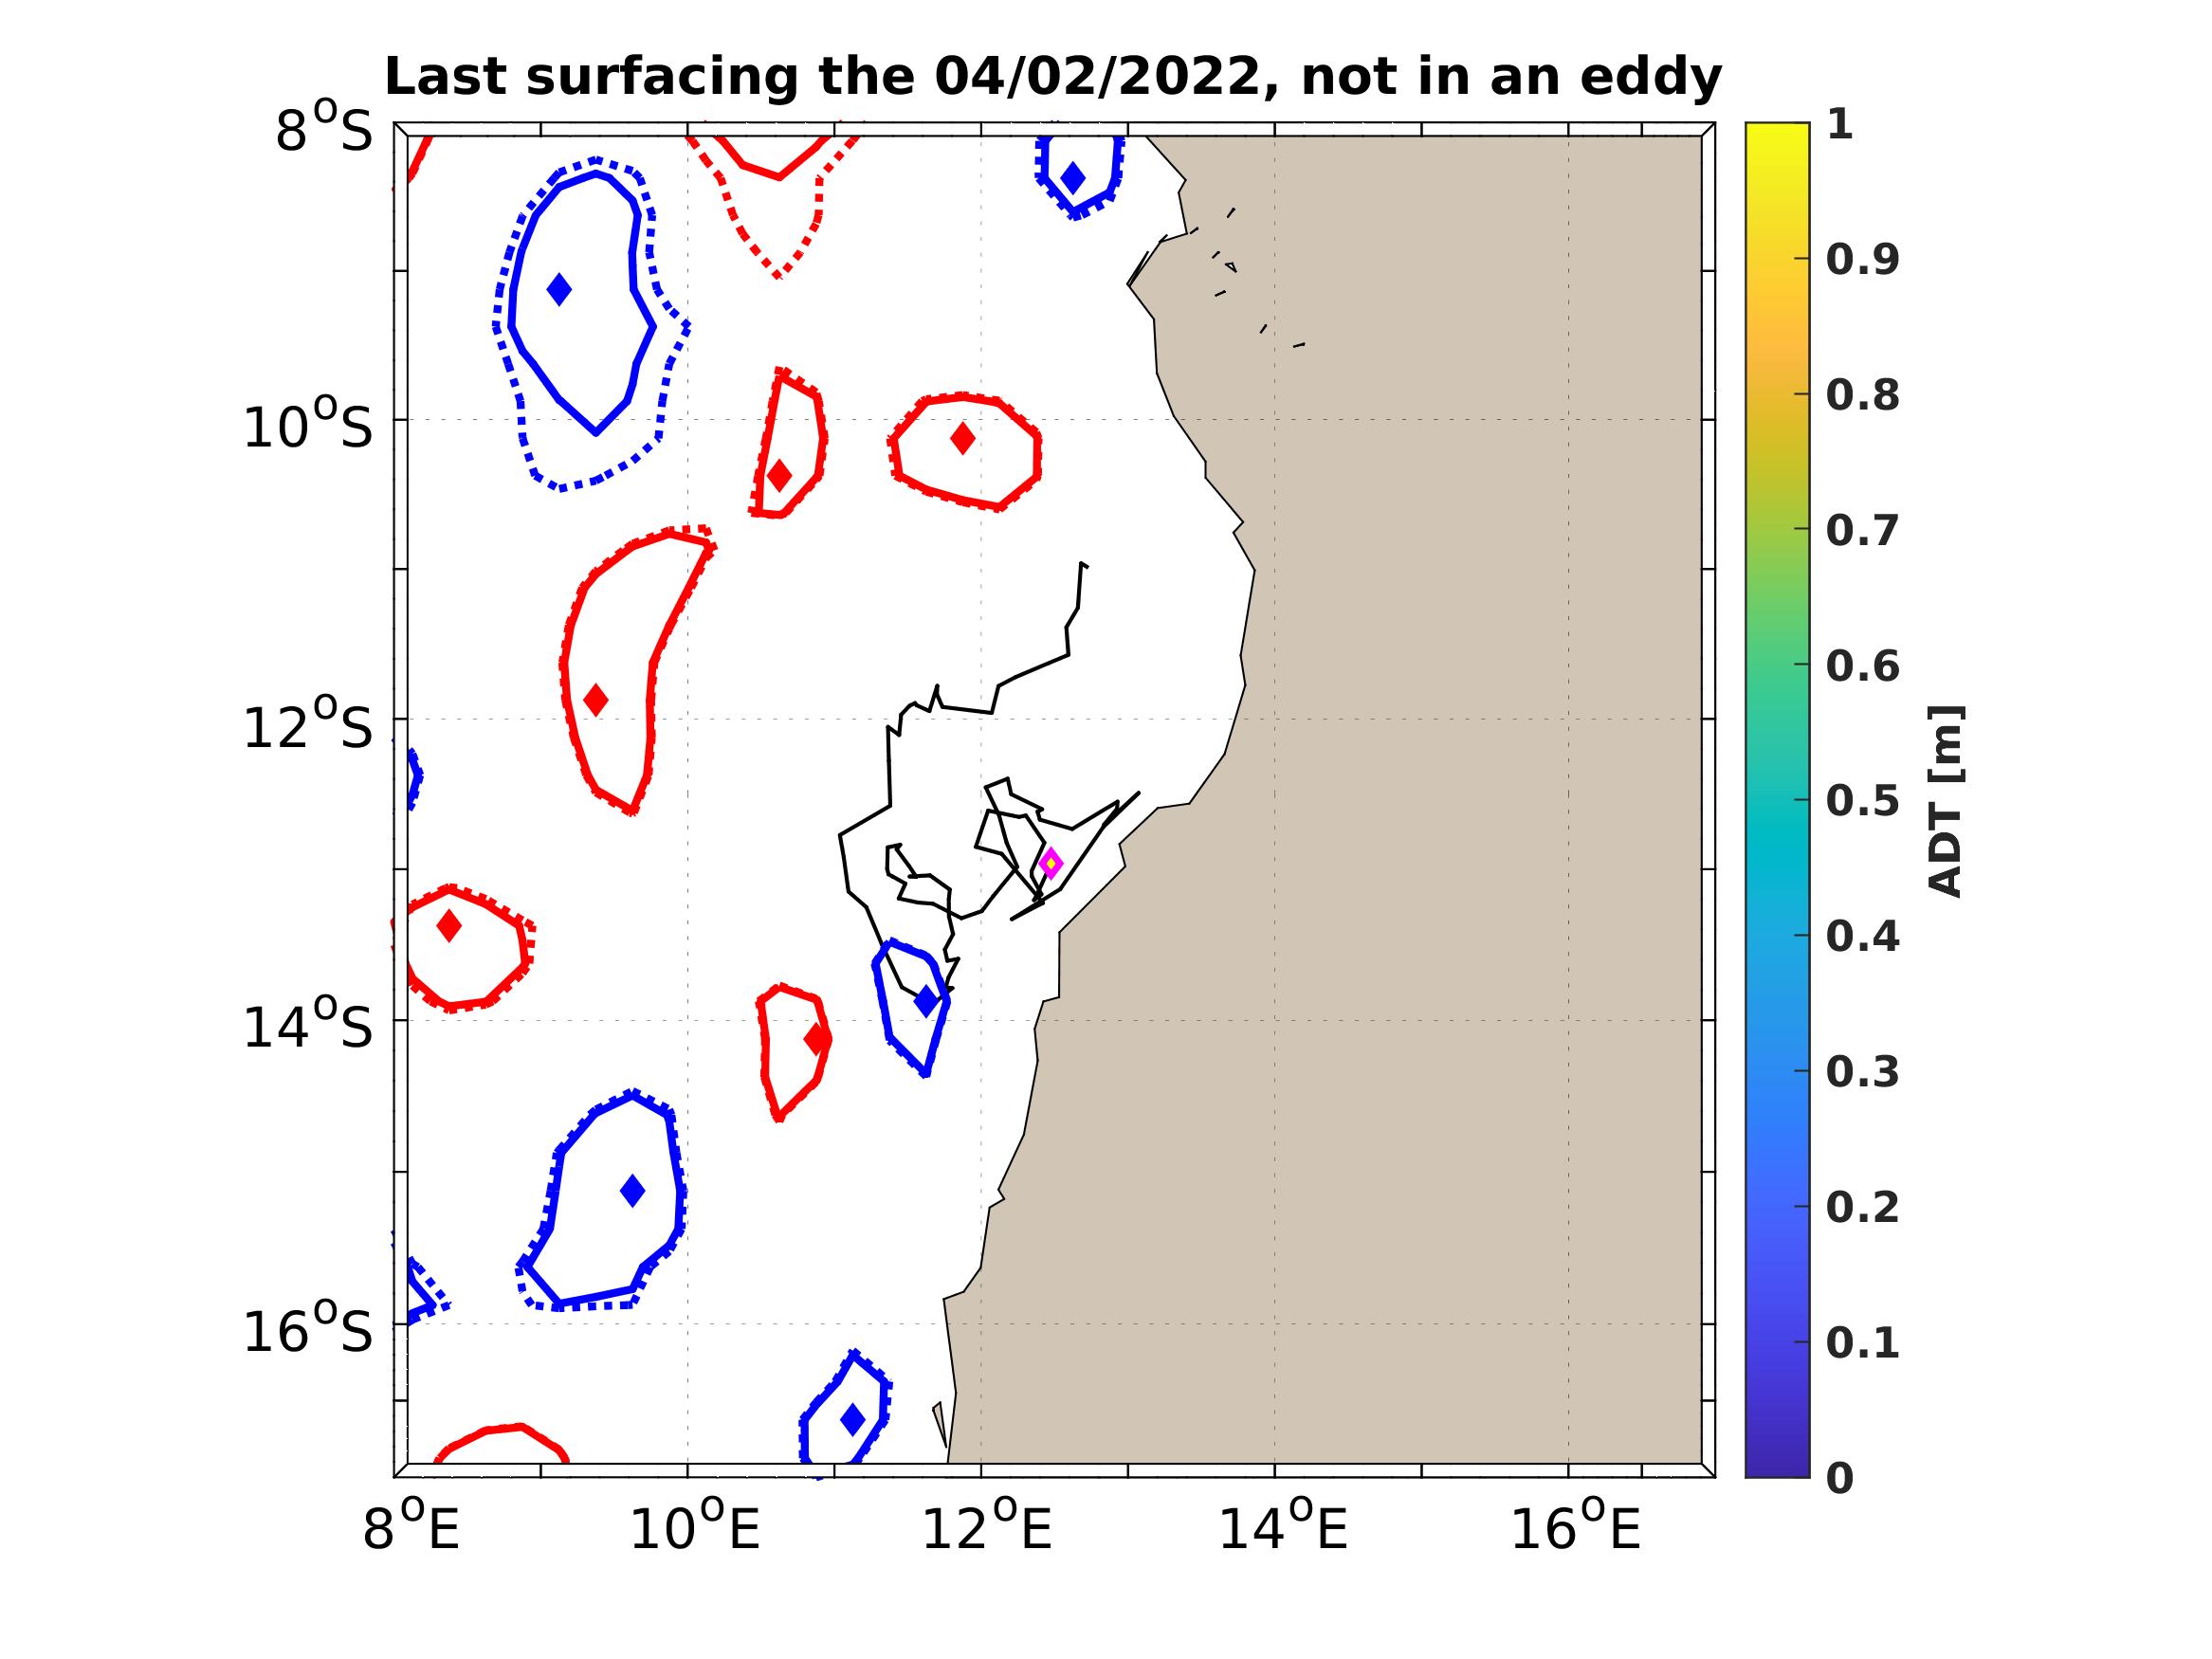 Last surfacing the 04/02/2022, not in an eddy
8°S
10°S
12°S
14°S
16°S
8°E
10°E
12°E
14°E
16°E
1
0.9
0.8
0.7
0.6
0.5
0.4
0.3
0.2
0.1
0
ADT [m]